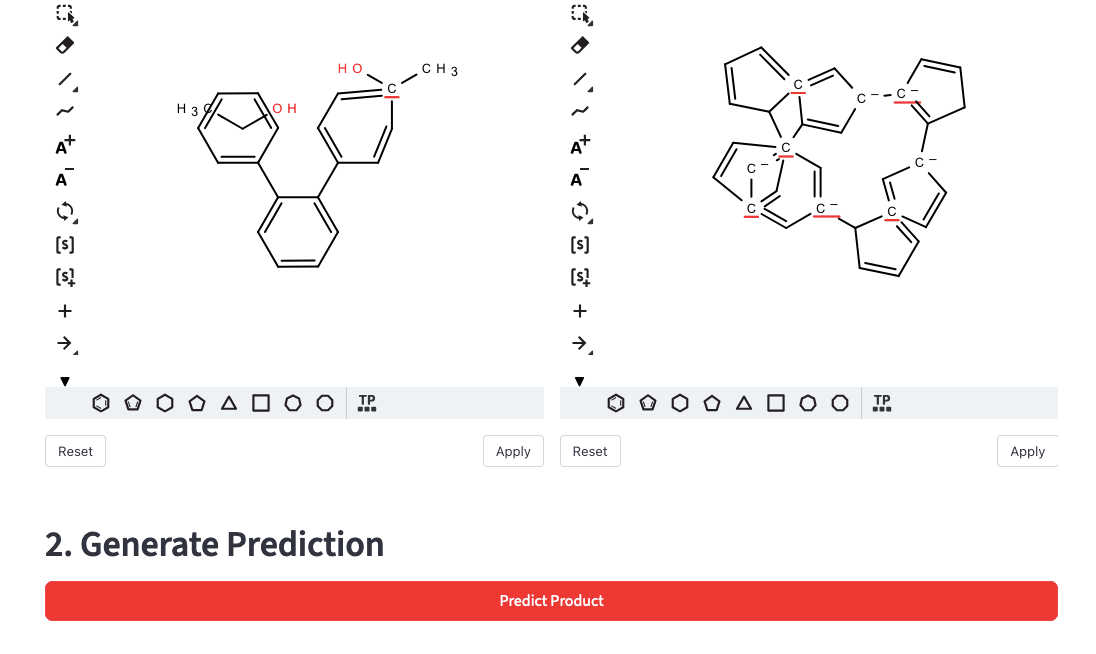 HO CH3
C
H3C OH
C
C- C-
C
C-
C-
C C- C
A+ A+
A- A-
[s] [s]
[s] [s]
TP TP
Reset Apply Reset Apply
2. Generate Prediction
Predict Product